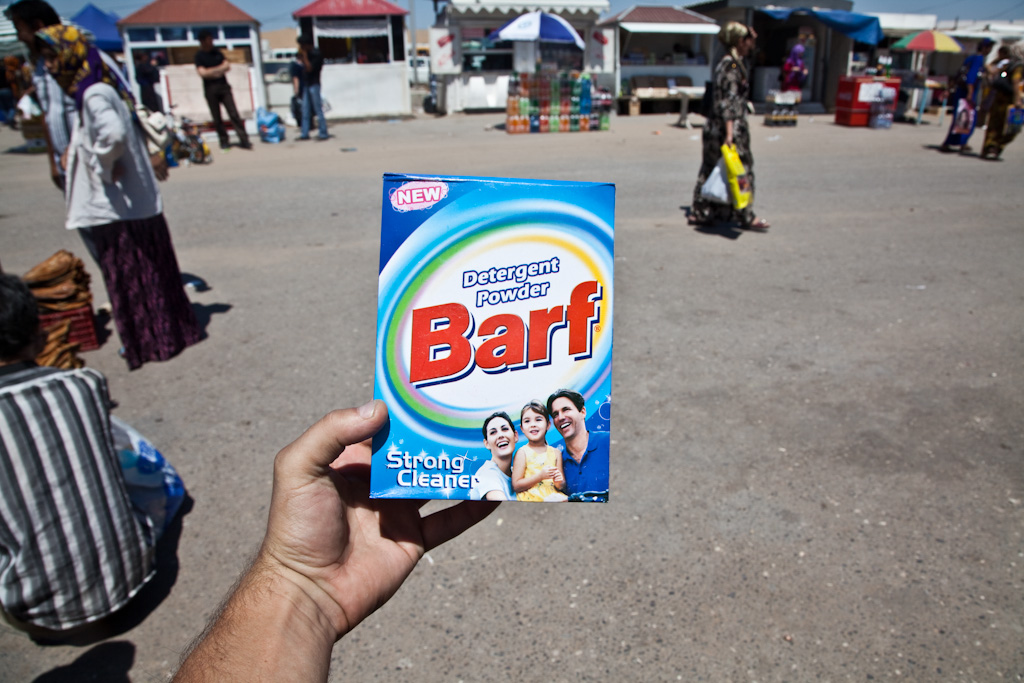 NEW
Detergent
Powder
Barf
Strong
Cleaner